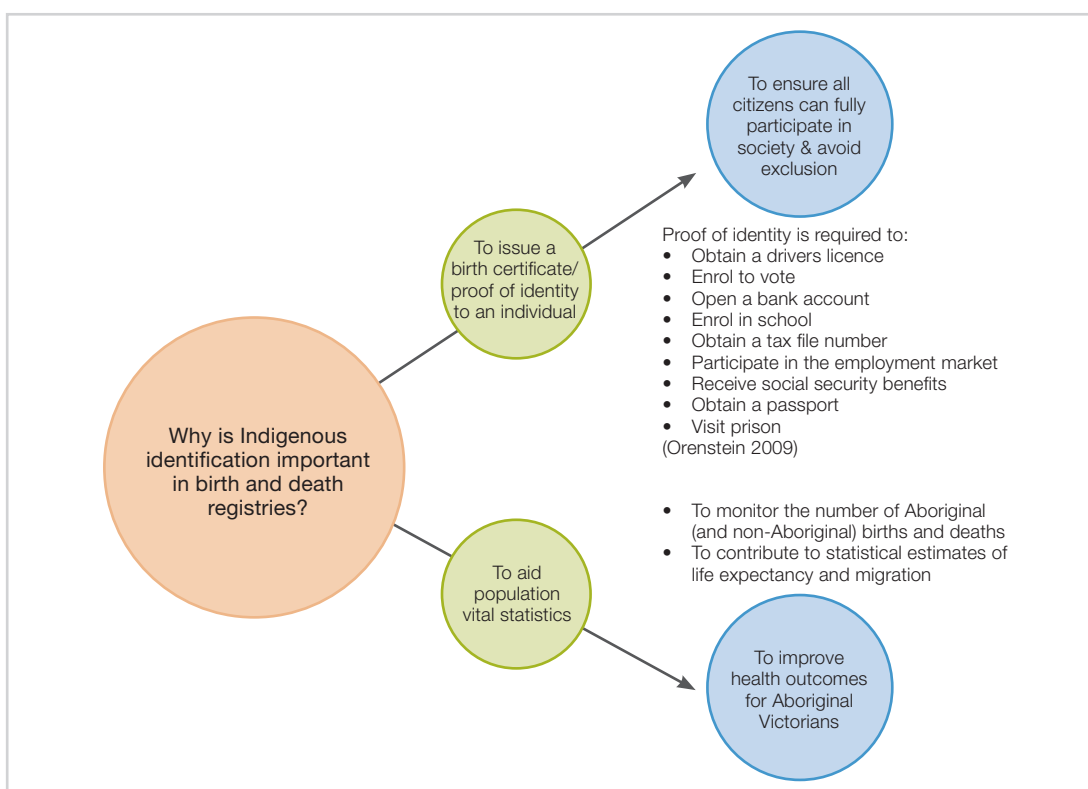 Why is Indigenous
identification important
in birth and death
registries?
To issue a
birth certificate/
proof of identity
to an individual
To ensure all
citizens can fully
participate in
society & avoid
exclusion
Proof of identity is required to:
• Obtain a drivers licence
• Enrol to vote
• Open a bank account
• Enrol in school
• Obtain a tax file number
• Participate in the employment market
• Receive social security benefits
• Obtain a passport
• Visit prison
(Orenstein 2009)
To aid
population
vital statistics
• To monitor the number of Aboriginal
(and non-Aboriginal) births and deaths
• To contribute to statistical estimates of
life expectancy and migration
To improve
health outcomes
for Aboriginal
Victorians